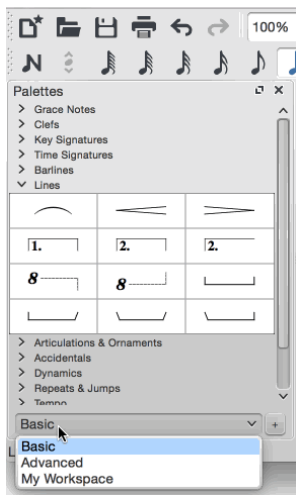 100%
N
Palettes
Grace Notes
Clefs
Key Signatures
Time Signatures
Barlines
Lines
1. 2. 2.
8 8
Articulations & Ornaments
Accidentals
Dynamics
Repeats & Jumps
Tempo
Basic +
Basic
Advanced
My Workspace